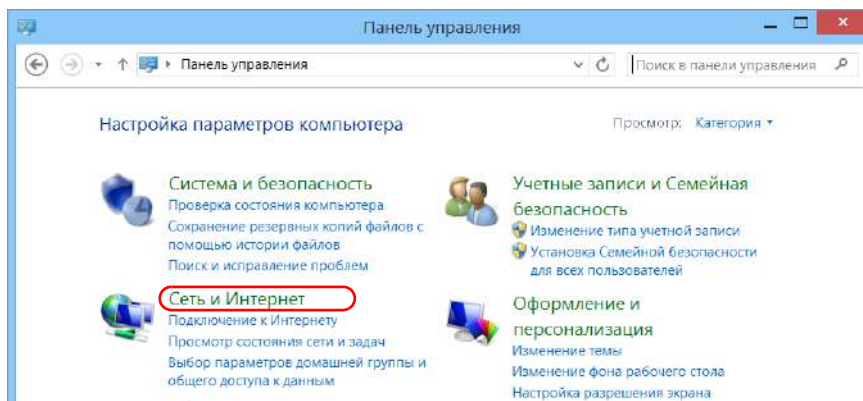 Панель управления
Панель управления
Поиск в панели управления
Настройка параметров компьютера
Просмотр: Категория
Система и безопасность
Проверка состояния компьютера
Сохранение резервных копий файлов с
помощью истории файлов
Поиск и исправление проблем
Сеть и Интернет
Подключение к Интернету
Просмотр состояния сети и задач
Выбор параметров домашней группы и
общего доступа к данным
Учетные записи и Семейная
безопасность
Изменение типа учетной записи
Установка Семейной безопасности
для всех пользователей
Оформление и
персонализация
Изменение темы
Изменение фона рабочего стола
Настройка разрешения экрана